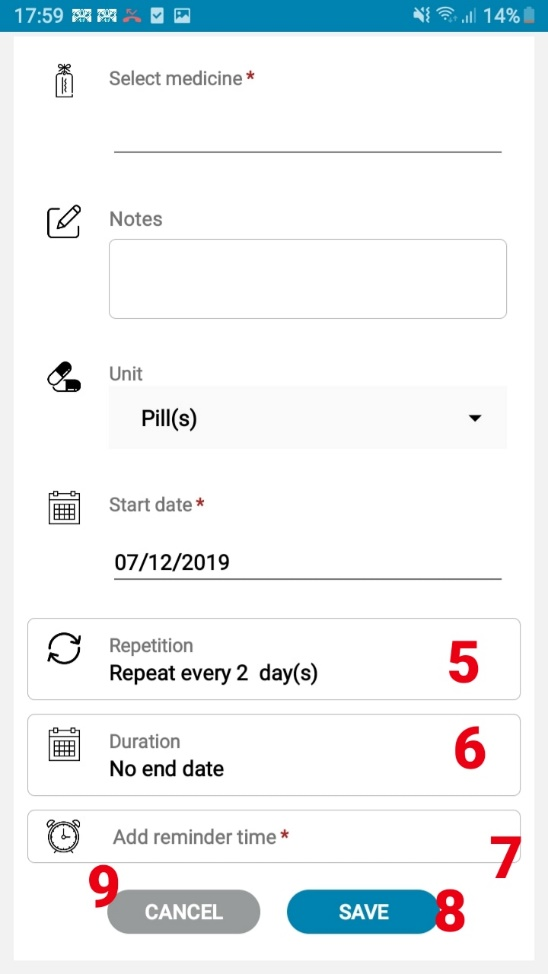 17:59 14%
Select medicine *
Notes
Unit
Pill(s)
Start date *
07/12/2019
Repetition
Repeat every 2 day(s)
5
Duration
No end date
6
Add reminder time *
7
9
CANCEL
SAVE
8